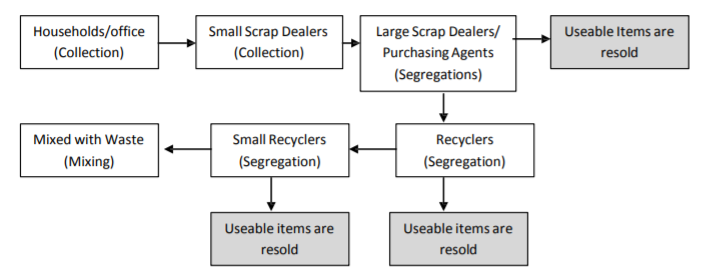 Households/office
(Collection)
Small Scrap Dealers
(Collection)
Large Scrap Dealers/
Purchasing Agents
(Segregations)
Useable Items are
resold
Mixed with Waste
(Mixing)
Small Recyclers
(Segregation)
Recyclers
(Segregation)
Useable items are
resold
Useable items are
resold